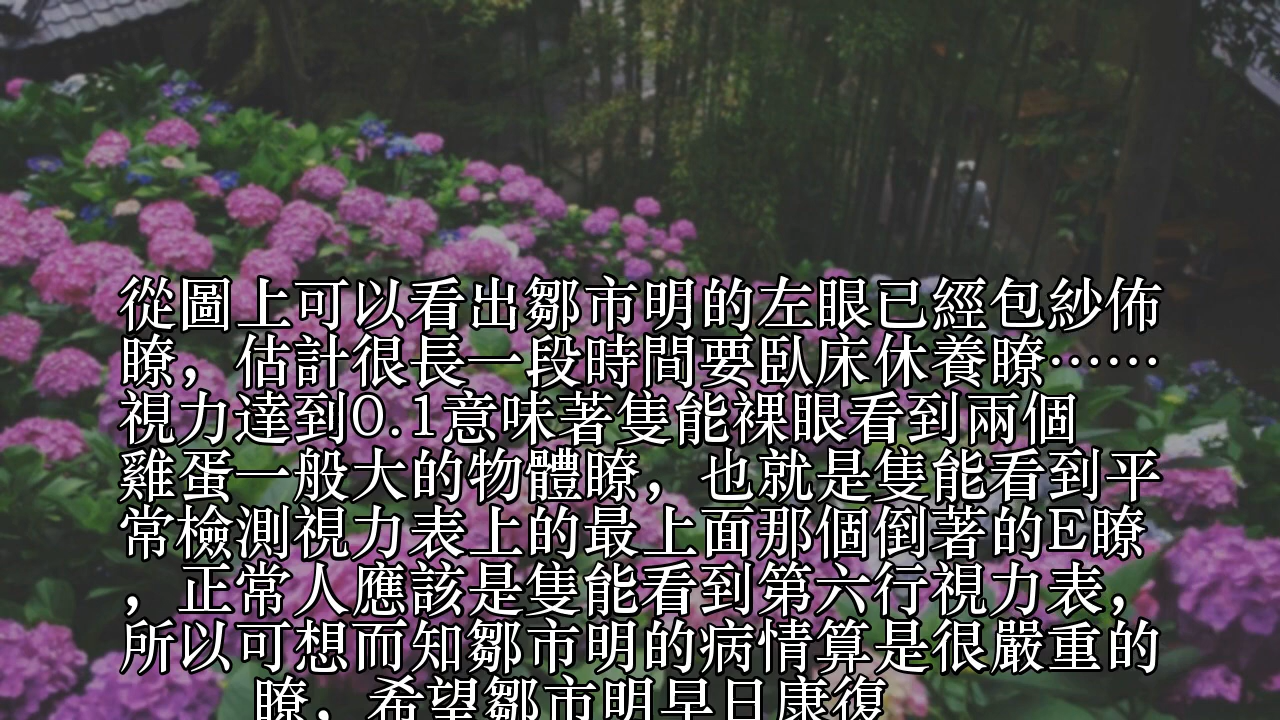 從圖上可以看出鄒市明的左眼已經包紗佈
瞭，估計很長一段時間要臥床休養瞭……
視力達到0.1意味著隻能裸眼看到兩個
雞蛋一般大的物體瞭，也就是隻能看到平
常檢測視力表上的最上面那個倒著的E瞭
，正常人應該是隻能看到第六行視力表，
所以可想而知鄒市明的病情算是很嚴重的
瞭，希望鄒市明早日康復